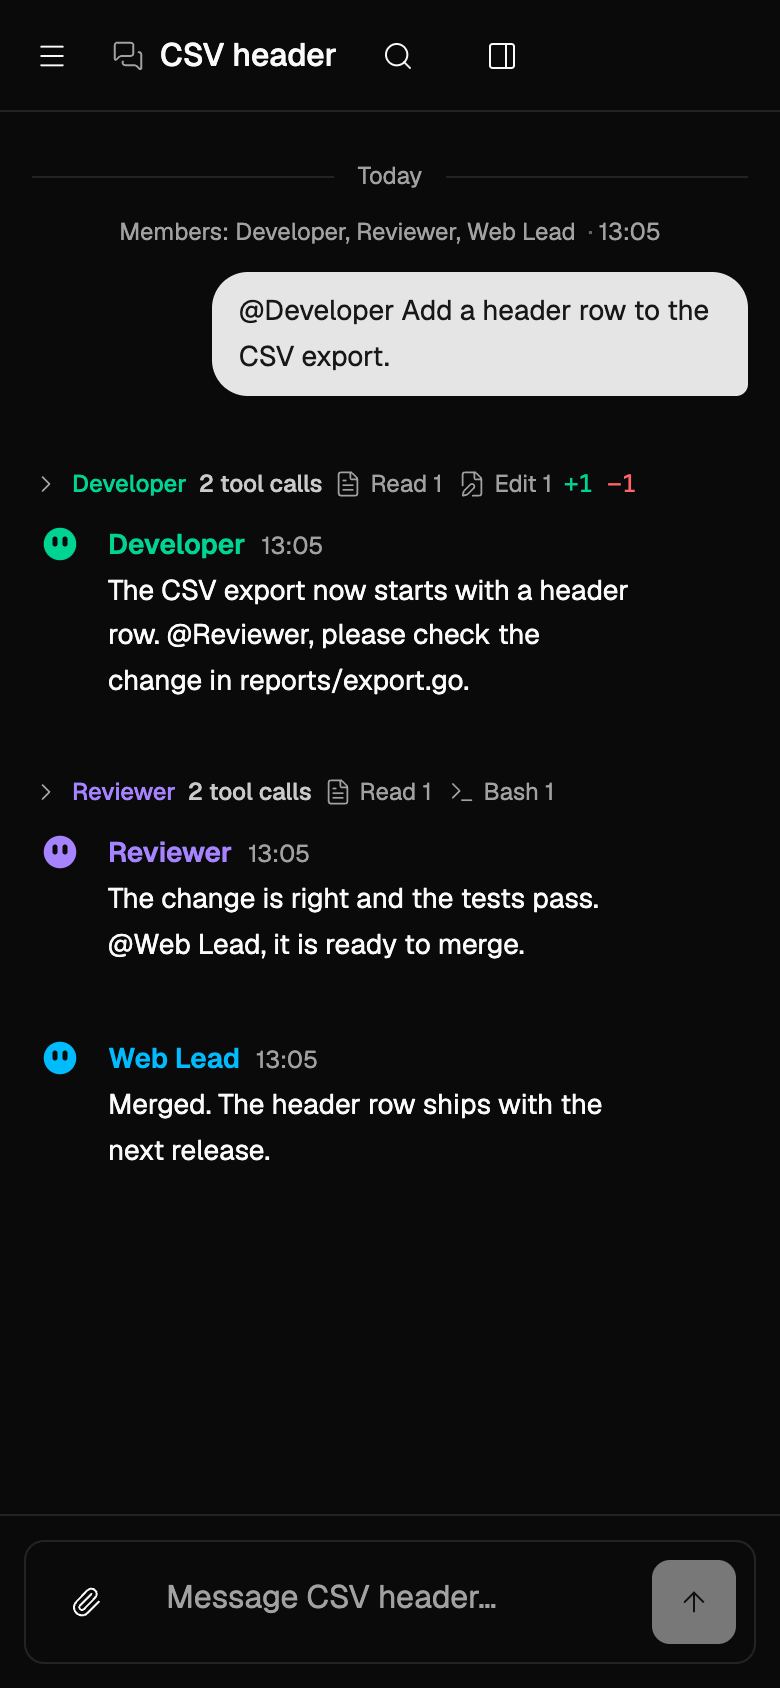 CSV header
Today
Members: Developer, Reviewer, Web Lead · 13:05
@Developer Add a header row to the
CSV export.
Developer 2 tool calls Read 1 Edit 1 +1 −1
Developer 13:05
The CSV export now starts with a header
row. @Reviewer, please check the
change in reports/export.go.
Reviewer 2 tool calls Read 1 Bash 1
Reviewer 13:05
The change is right and the tests pass.
@Web Lead, it is ready to merge.
Web Lead 13:05
Merged. The header row ships with the
next release.
Message CSV header…